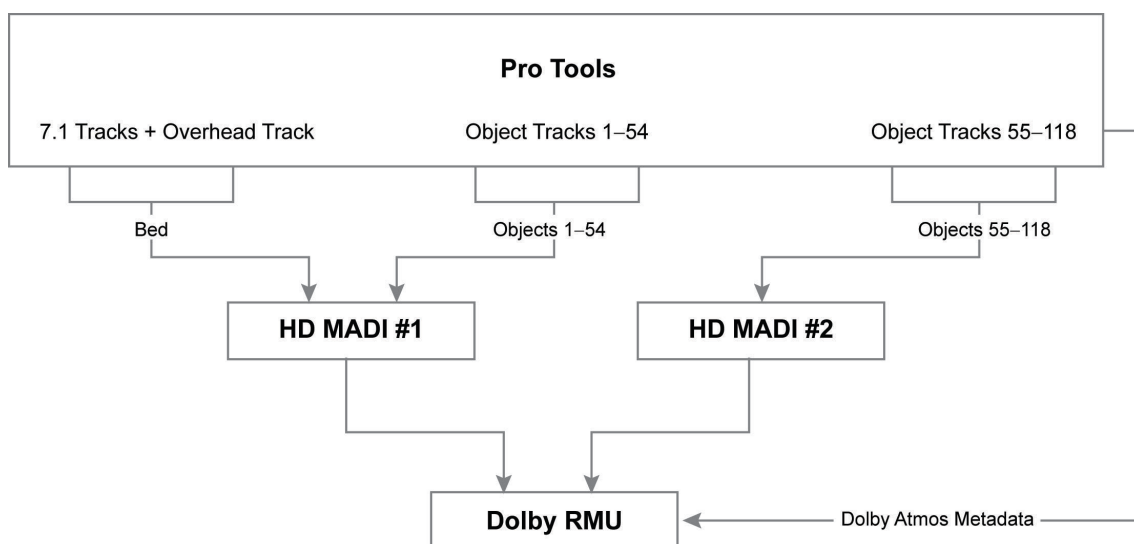 Pro Tools
7.1 Tracks + Overhead Track
Object Tracks 1–54
Object Tracks 55–118
Bed
Objects 1–54
Objects 55–118
HD MADI #1
HD MADI #2
Dolby RMU
Dolby Atmos Metadata